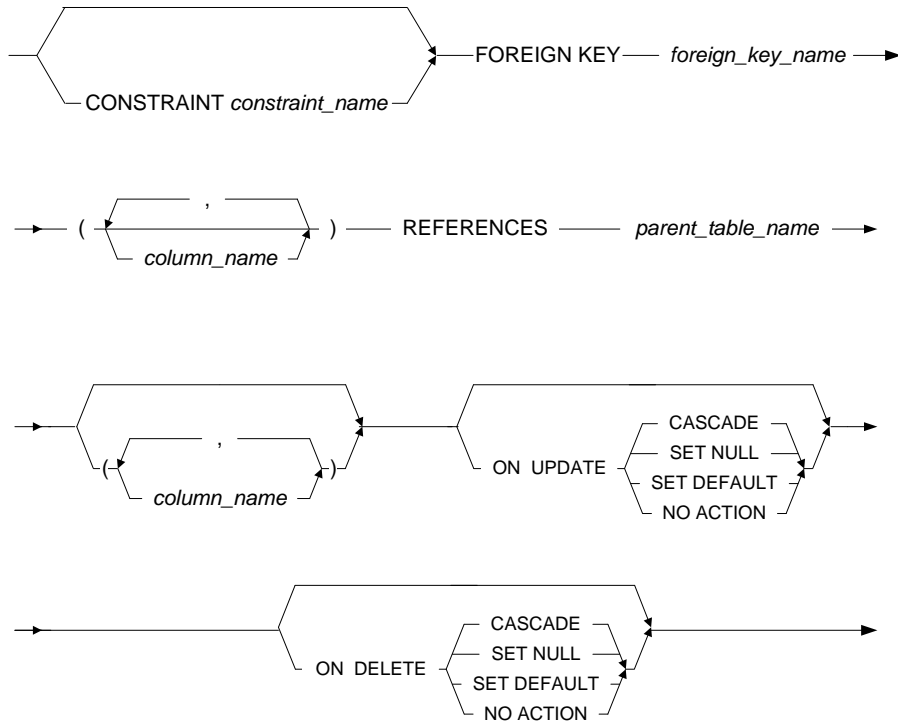 FOREIGN KEY foreign_key_name
CONSTRAINT constraint_name
,
( ) REFERENCES parent_table_name
column_name
,
( )
column_name
ON UPDATE
CASCADE
SET NULL
SET DEFAULT
NO ACTION
ON DELETE
CASCADE
SET NULL
SET DEFAULT
NO ACTION